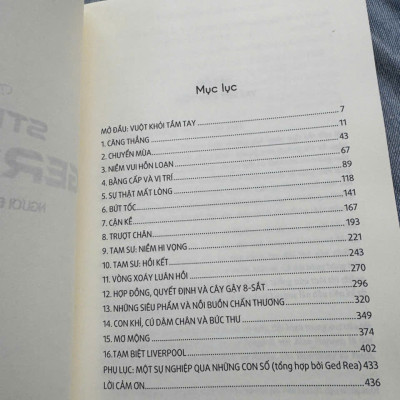 Mục lục
MỞ ĐẦU: VUỘT KHỎI TẦM TAY 7
1. CĂNG THẲNG 11
2. CHUYỂN MÙA 43
3. NIỀM VUI HỖN LOẠN 67
4. BẰNG CẤP VÀ VỊ TRÍ 89
5. SỰ THẬT MẤT LÒNG 118
6. BỨT TỐC 141
7. CẬN KỀ 167
8. TRƯỢT CHÂN 193
9. TAM SƯ: NIỀM HI VỌNG 221
10. TAM SƯ: HỒI KẾT 243
11. VÒNG XOÁY LUÂN HỒI 270
12. HỢP ĐỒNG, QUYẾT ĐỊNH VÀ CÂY GẬY 8-SẮT 296
13. NHỮNG SIÊU PHẨM VÀ NỖI BUỒN CHẤN THƯƠNG 320
14. CON KHỈ, CÚ DẬM CHÂN VÀ BỨC THƯ 349
15. MƠ MỘNG 374
16. TẠM BIỆT LIVERPOOL 402
PHỤ LỤC: MỘT SỰ NGHIỆP QUA NHỮNG CON SỐ (tổng hợp bởi Ged Rea) 433
LỜI CẢM ƠN 436